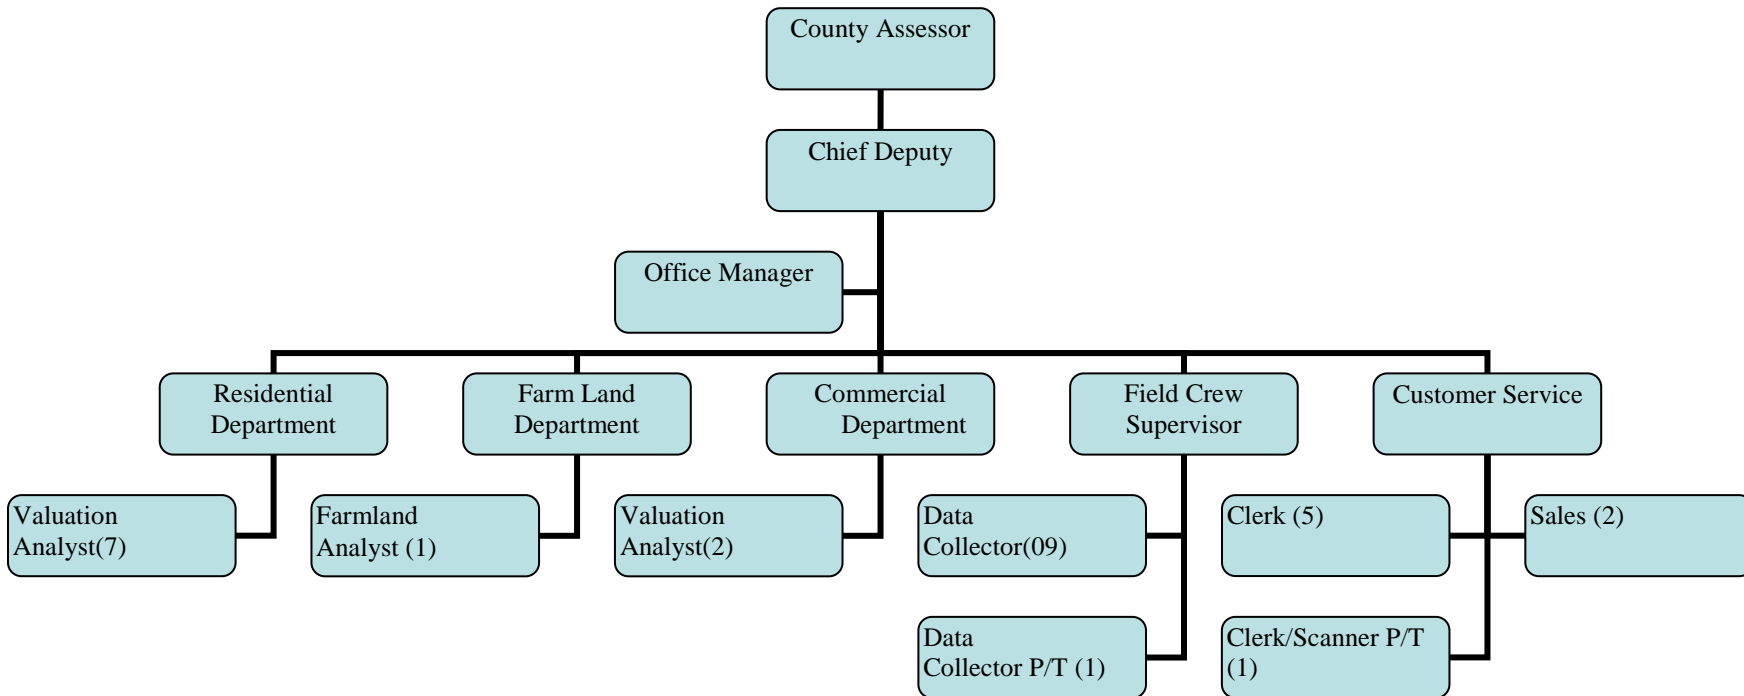 County Assessor
Chief Deputy
Office Manager
Residential
Department
Farm Land
Department
Commercial
Department
Field Crew
Supervisor
Customer Service
Valuation
Analyst(7)
Farmland
Analyst (1)
Valuation
Analyst(2)
Data
Collector(09)
Clerk (5)
Sales (2)
Data
Collector P/T (1)
Clerk/Scanner P/T
(1)